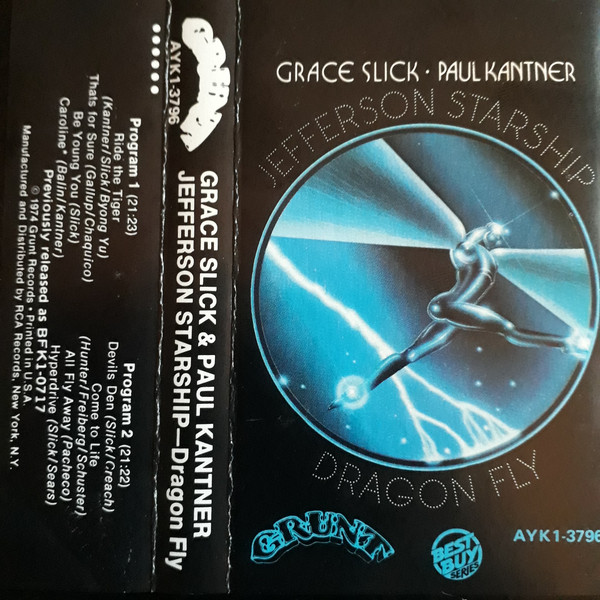 GRACE SLICK • PAUL KANTNER
JEFFERSON STARSHIP
DRAGON FLY
GRUNT
BEST
BUY
SERIES
AYK1-3796
GRUNT
AYK1-3796
GRACE SLICK & PAUL KANTNER
JEFFERSON STARSHIP—Dragon Fly
Program 1 (21:23)
Ride the Tiger
(Kantner/Slick/Byong Yu)
Thats for Sure (Gallup/Chaquico)
Be Young You (Slick)
Caroline* (Balin/Kantner)
Program 2 (21:22)
Devils Den (Slick/Creach)
Come to Life
(Hunter/Freiberg/Schuster)
All Fly Away (Pacheco)
Hyperdrive (Slick/Sears)
Previously released as BFK1-0717
℗ 1974 Grunt Records • Printed in U.S.A.
Manufactured and Distributed by RCA Records, New York, N.Y.